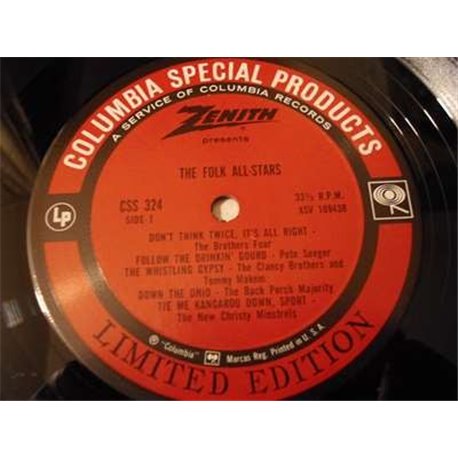 COLUMBIA SPECIAL PRODUCTS
A SERVICE OF COLUMBIA RECORDS
ZENITH
®
presents
THE FOLK ALL-STARS
Lp
CSS 324
SIDE-1
33⅓ R.P.M.
XSV 109438
DON'T THINK TWICE, IT'S ALL RIGHT -
The Brothers Four
FOLLOW THE DRINKIN' GOURD - Pete Seeger
THE WHISTLING GYPSY - The Clancy Brothers and
Tommy Makem
DOWN THE OHIO - The Back Porch Majority
TIE ME KANGAROO DOWN, SPORT -
The New Christy Minstrels
℗ "Columbia" Marcas Reg. Printed in U.S.A.
LIMITED EDITION